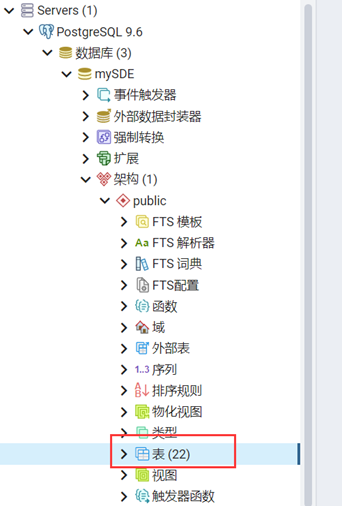 Servers (1)
PostgreSQL 9.6
数据库 (3)
mySDE
事件触发器
外部数据封装器
强制转换
扩展
架构 (1)
public
FTS 模板
Aa FTS 解析器
FTS 词典
FTS配置
函数
域
外部表
1..3 序列
排序规则
物化视图
类型
表 (22)
视图
触发器函数